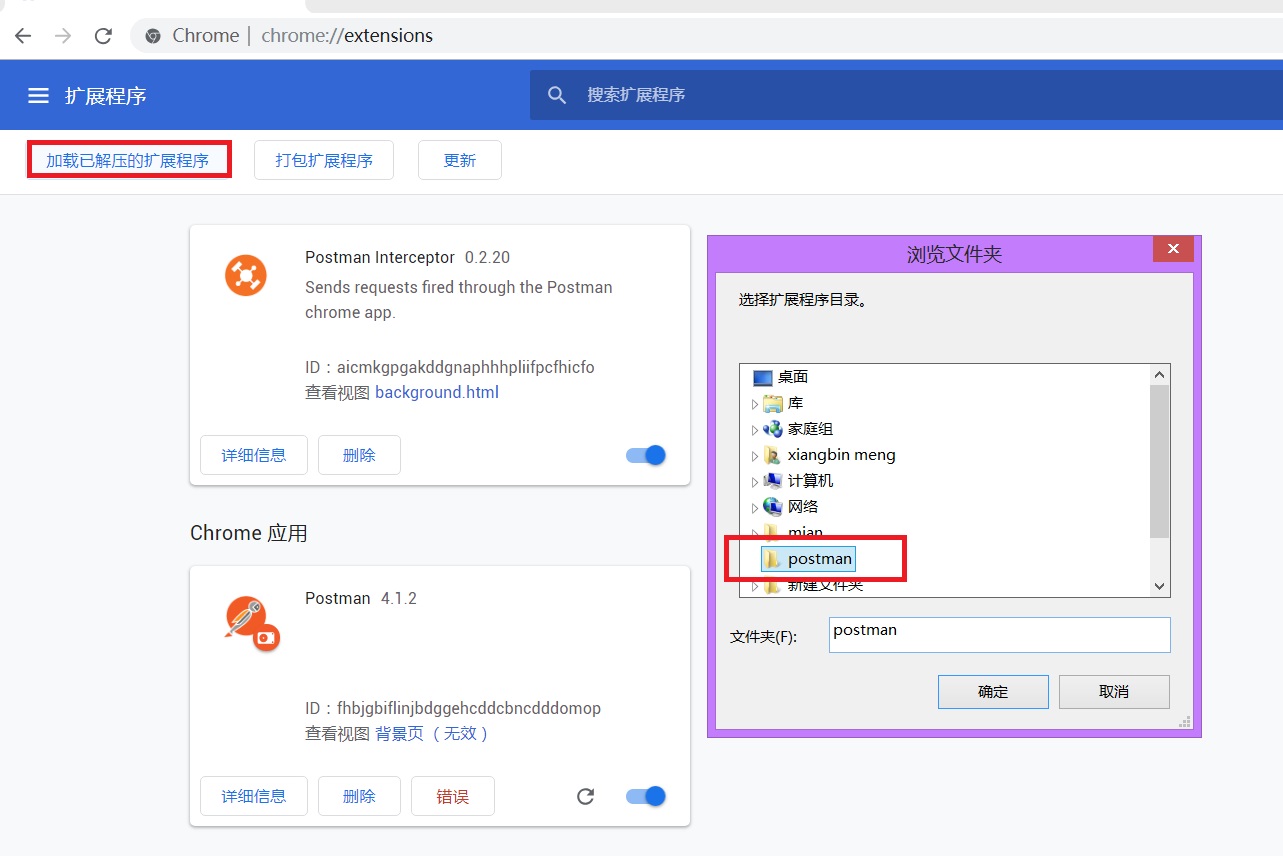 Chrome | chrome://extensions
扩展程序
搜索扩展程序
加载已解压的扩展程序
打包扩展程序
更新
Postman Interceptor 0.2.20
Sends requests fired through the Postman
chrome app.
ID：aicmkgpgakddgnaphhhpliifpcfhicfo
查看视图 background.html
详细信息
删除
Chrome 应用
Postman 4.1.2
ID：fhbjgbiflinjbdggehcddcbncdddomop
查看视图 背景页（无效）
详细信息
删除
错误
浏览文件夹
选择扩展程序目录。
桌面
库
家庭组
xiangbin meng
计算机
网络
mian
postman
新建文件夹
文件夹(F):
postman
确定
取消